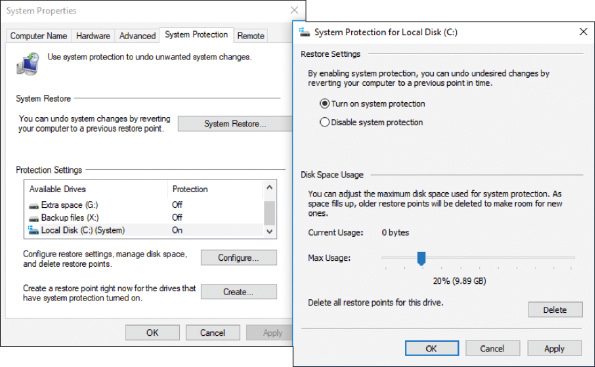 System Properties
Computer Name
Hardware
Advanced
System Protection
Remote
Use system protection to undo unwanted system changes.
System Restore
You can undo system changes by reverting
your computer to a previous restore point.
System Restore...
Protection Settings
Available Drives
Protection
Extra space (G:)
Off
Backup files (X:)
Off
Local Disk (C:) (System)
On
Configure restore settings, manage disk space,
and delete restore points.
Configure...
Create a restore point right now for the drives that
have system protection turned on.
Create...
OK
Cancel
Apply
System Protection for Local Disk (C:)
Restore Settings
By enabling system protection, you can undo undesired changes by
reverting your computer to a previous point in time.
Turn on system protection
Disable system protection
Disk Space Usage
You can adjust the maximum disk space used for system protection. As
space fills up, older restore points will be deleted to make room for new
ones.
Current Usage:
0 bytes
Max Usage:
20% (9.89 GB)
Delete all restore points for this drive.
Delete
OK
Cancel
Apply